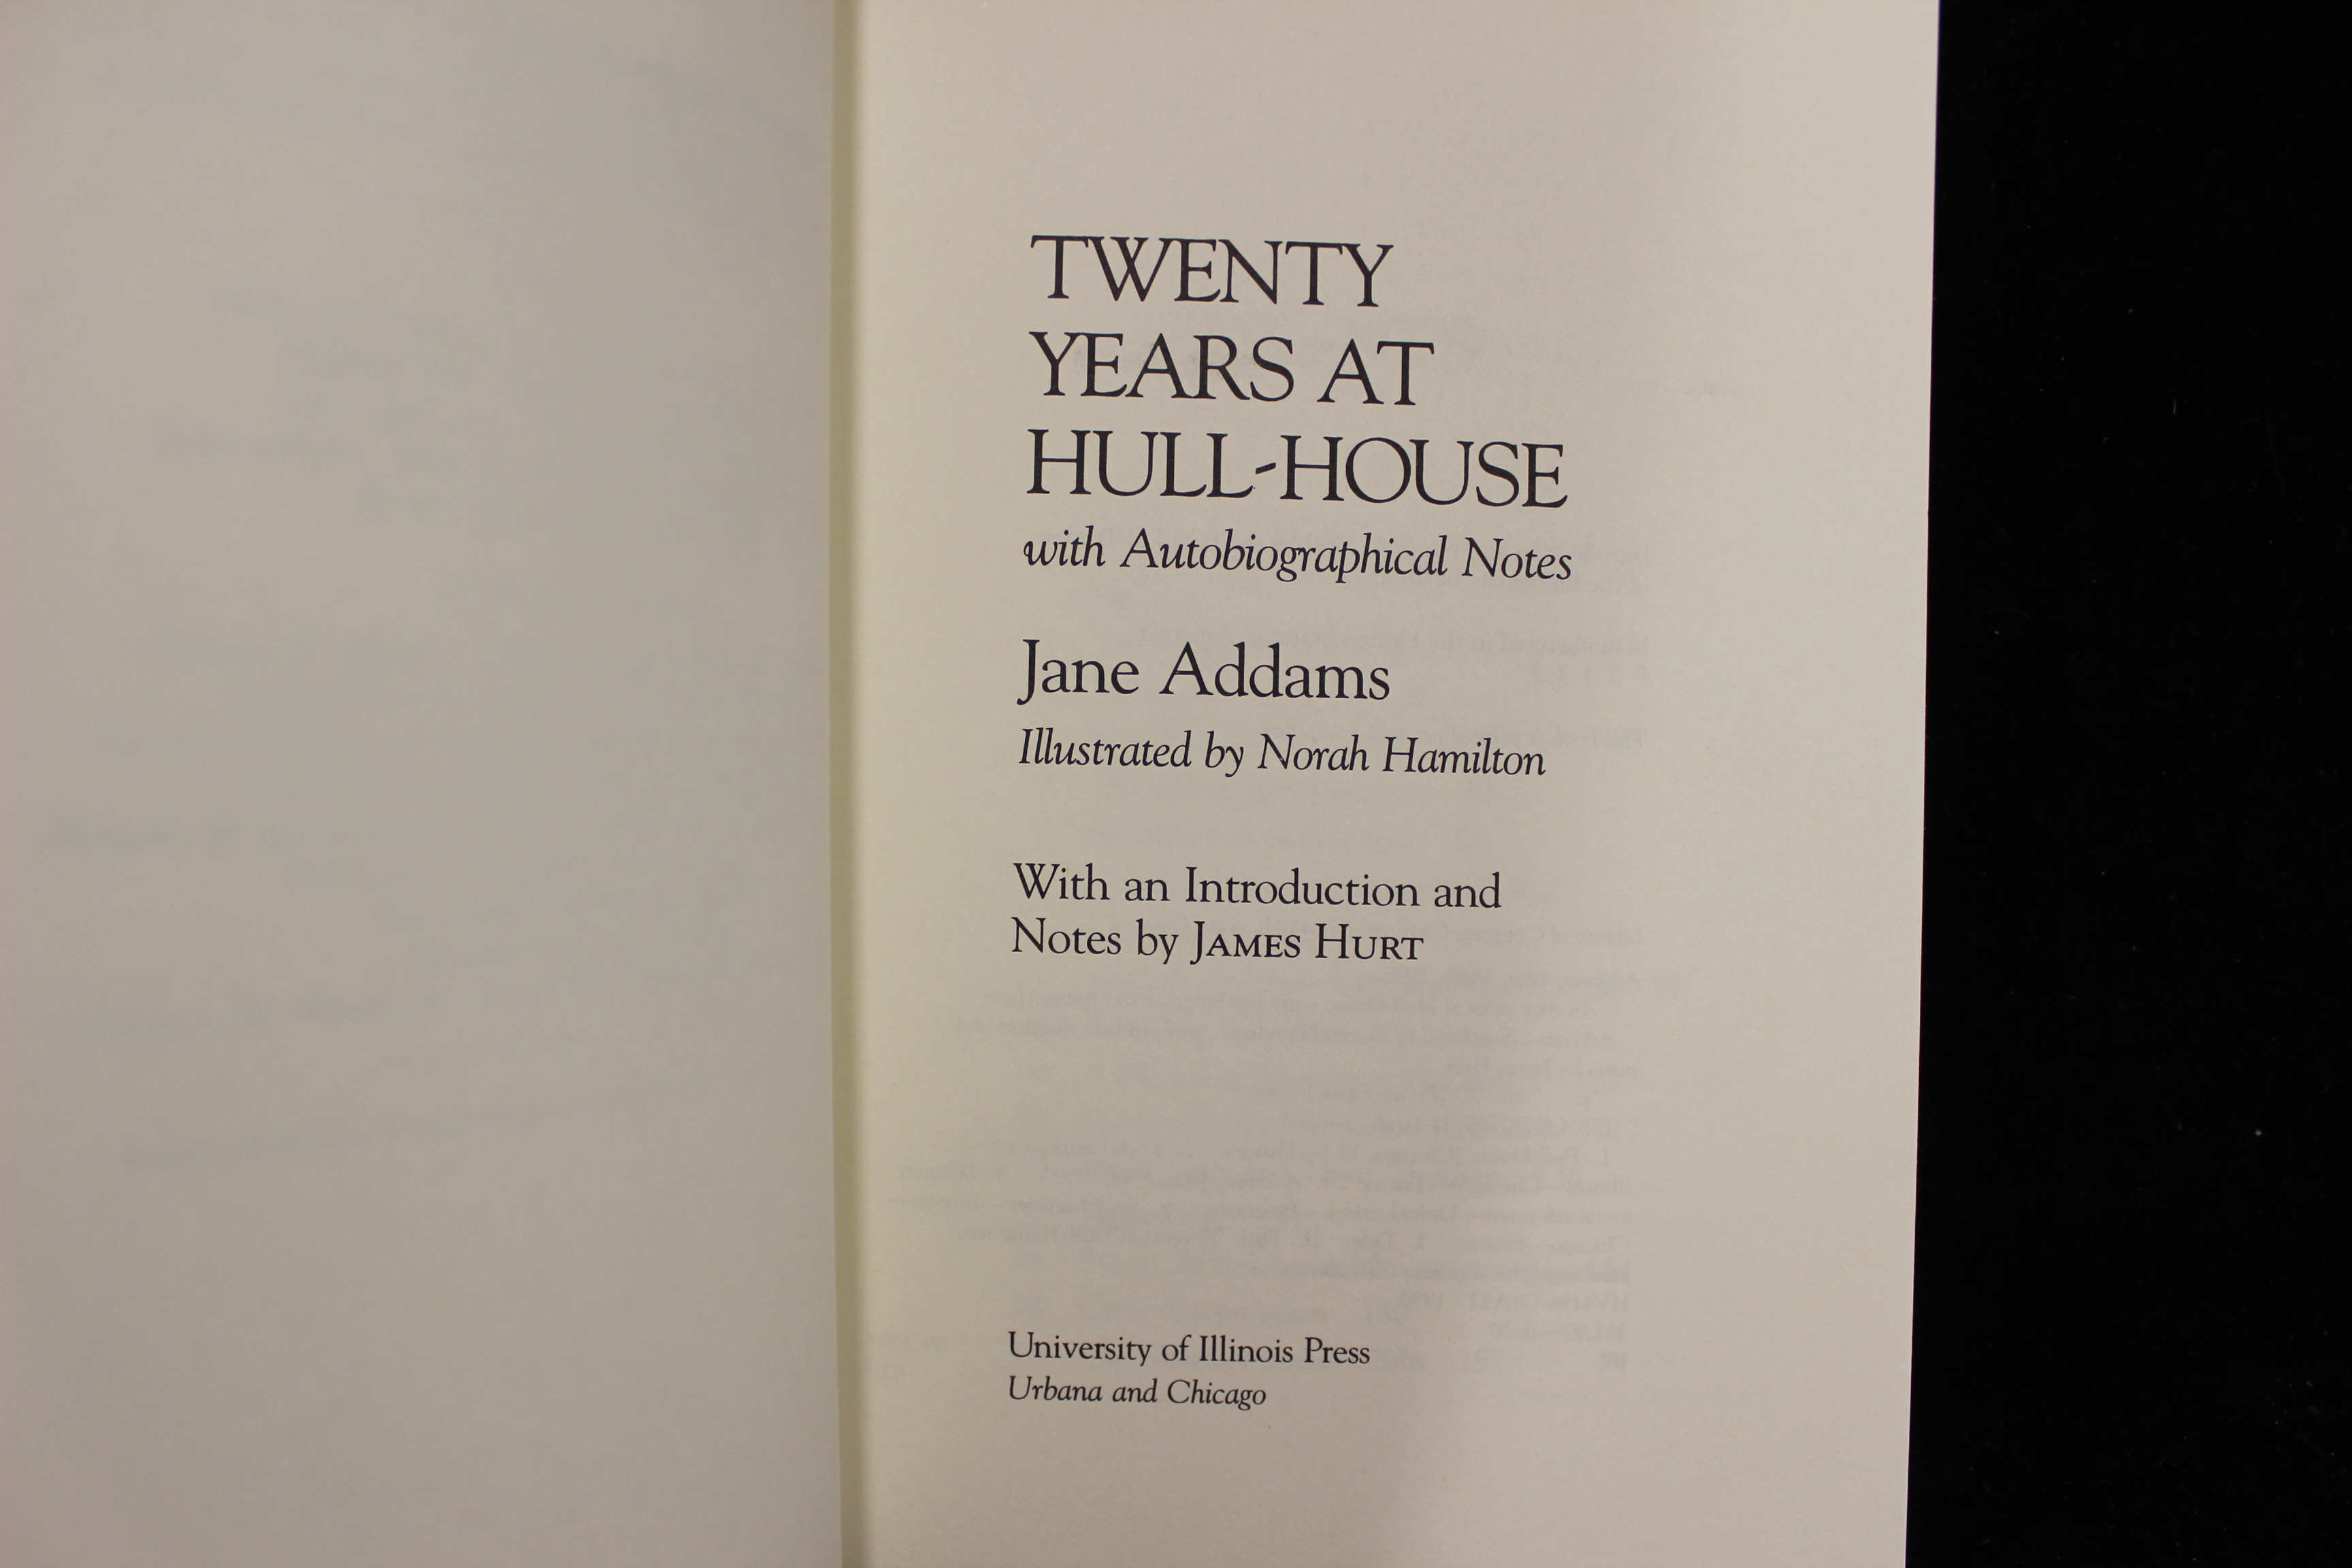 TWENTY
YEARS AT
HULL-HOUSE
with Autobiographical Notes
Jane Addams
Illustrated by Norah Hamilton
With an Introduction and
Notes by JAMES HURT
University of Illinois Press
Urbana and Chicago